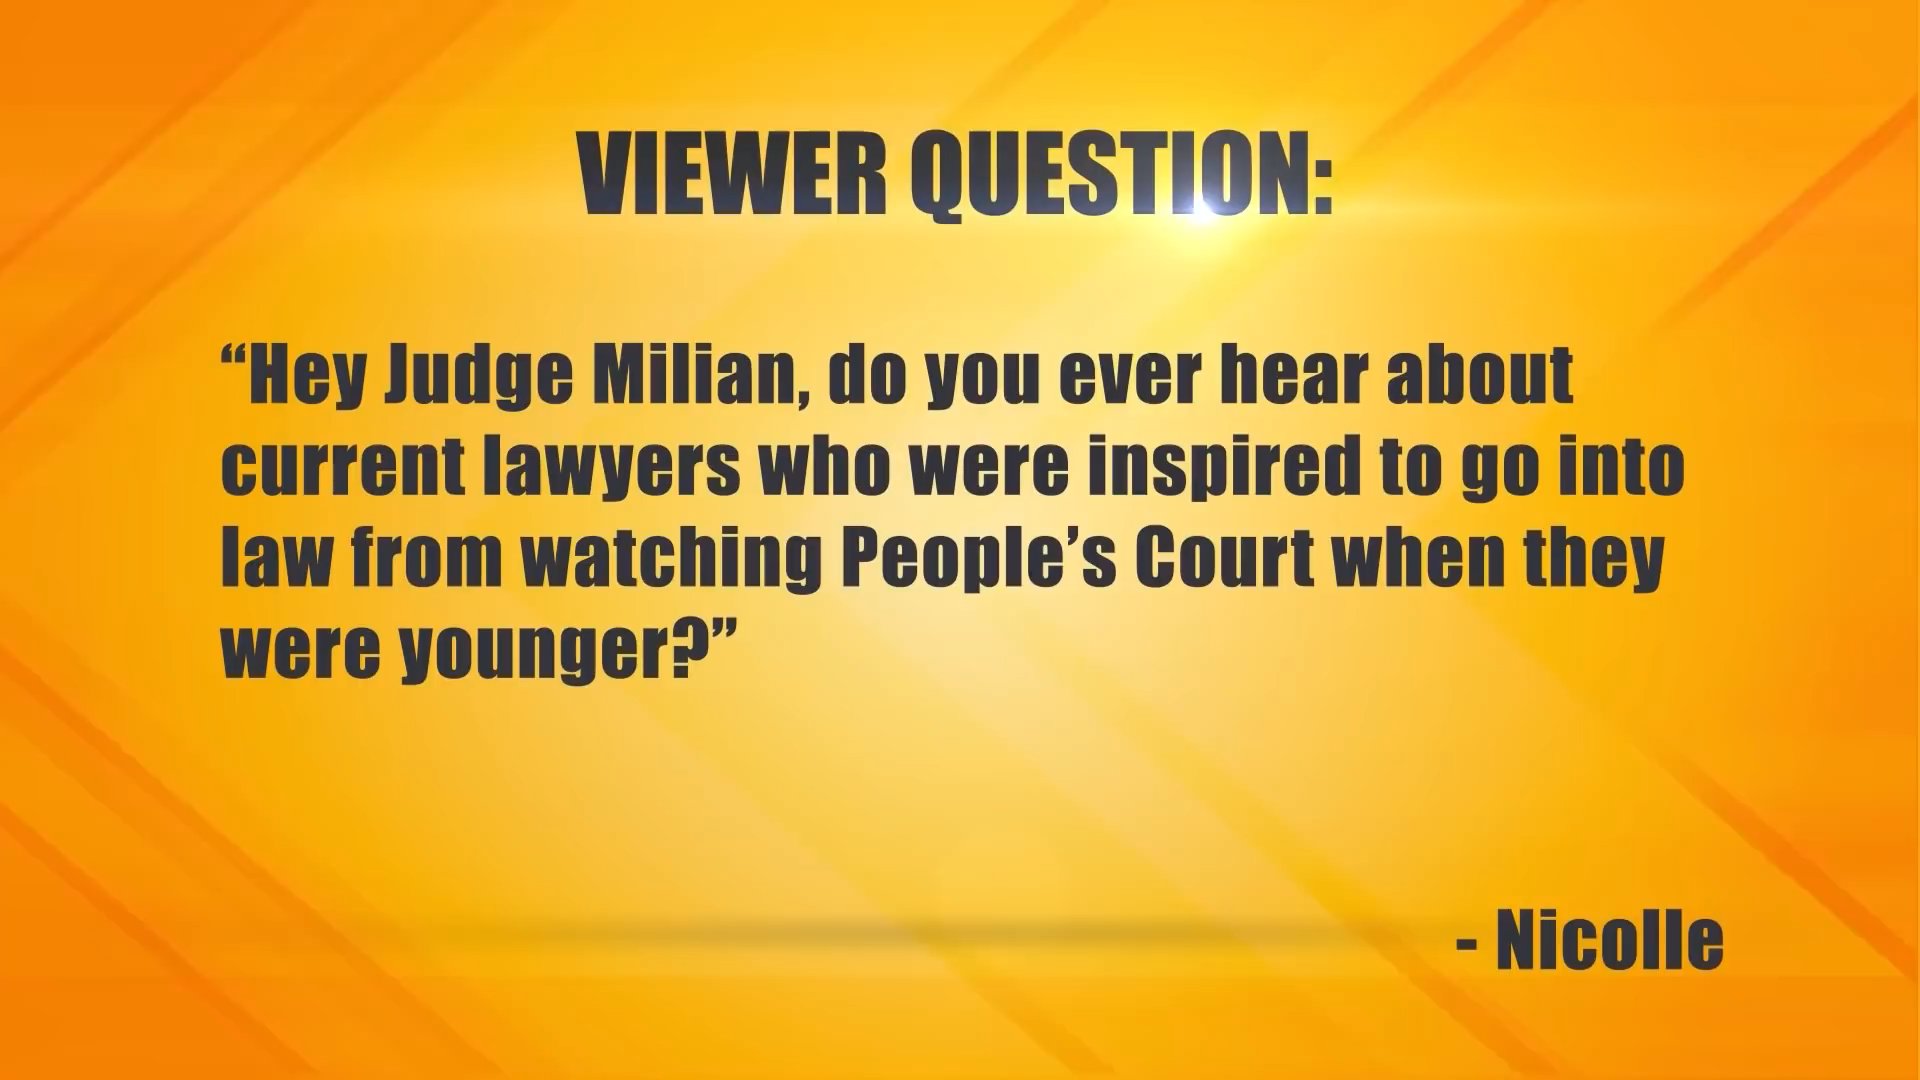 VIEWER QUESTION:
“Hey Judge Milian, do you ever hear about
current lawyers who were inspired to go into
law from watching People’s Court when they
were younger?”
- Nicolle